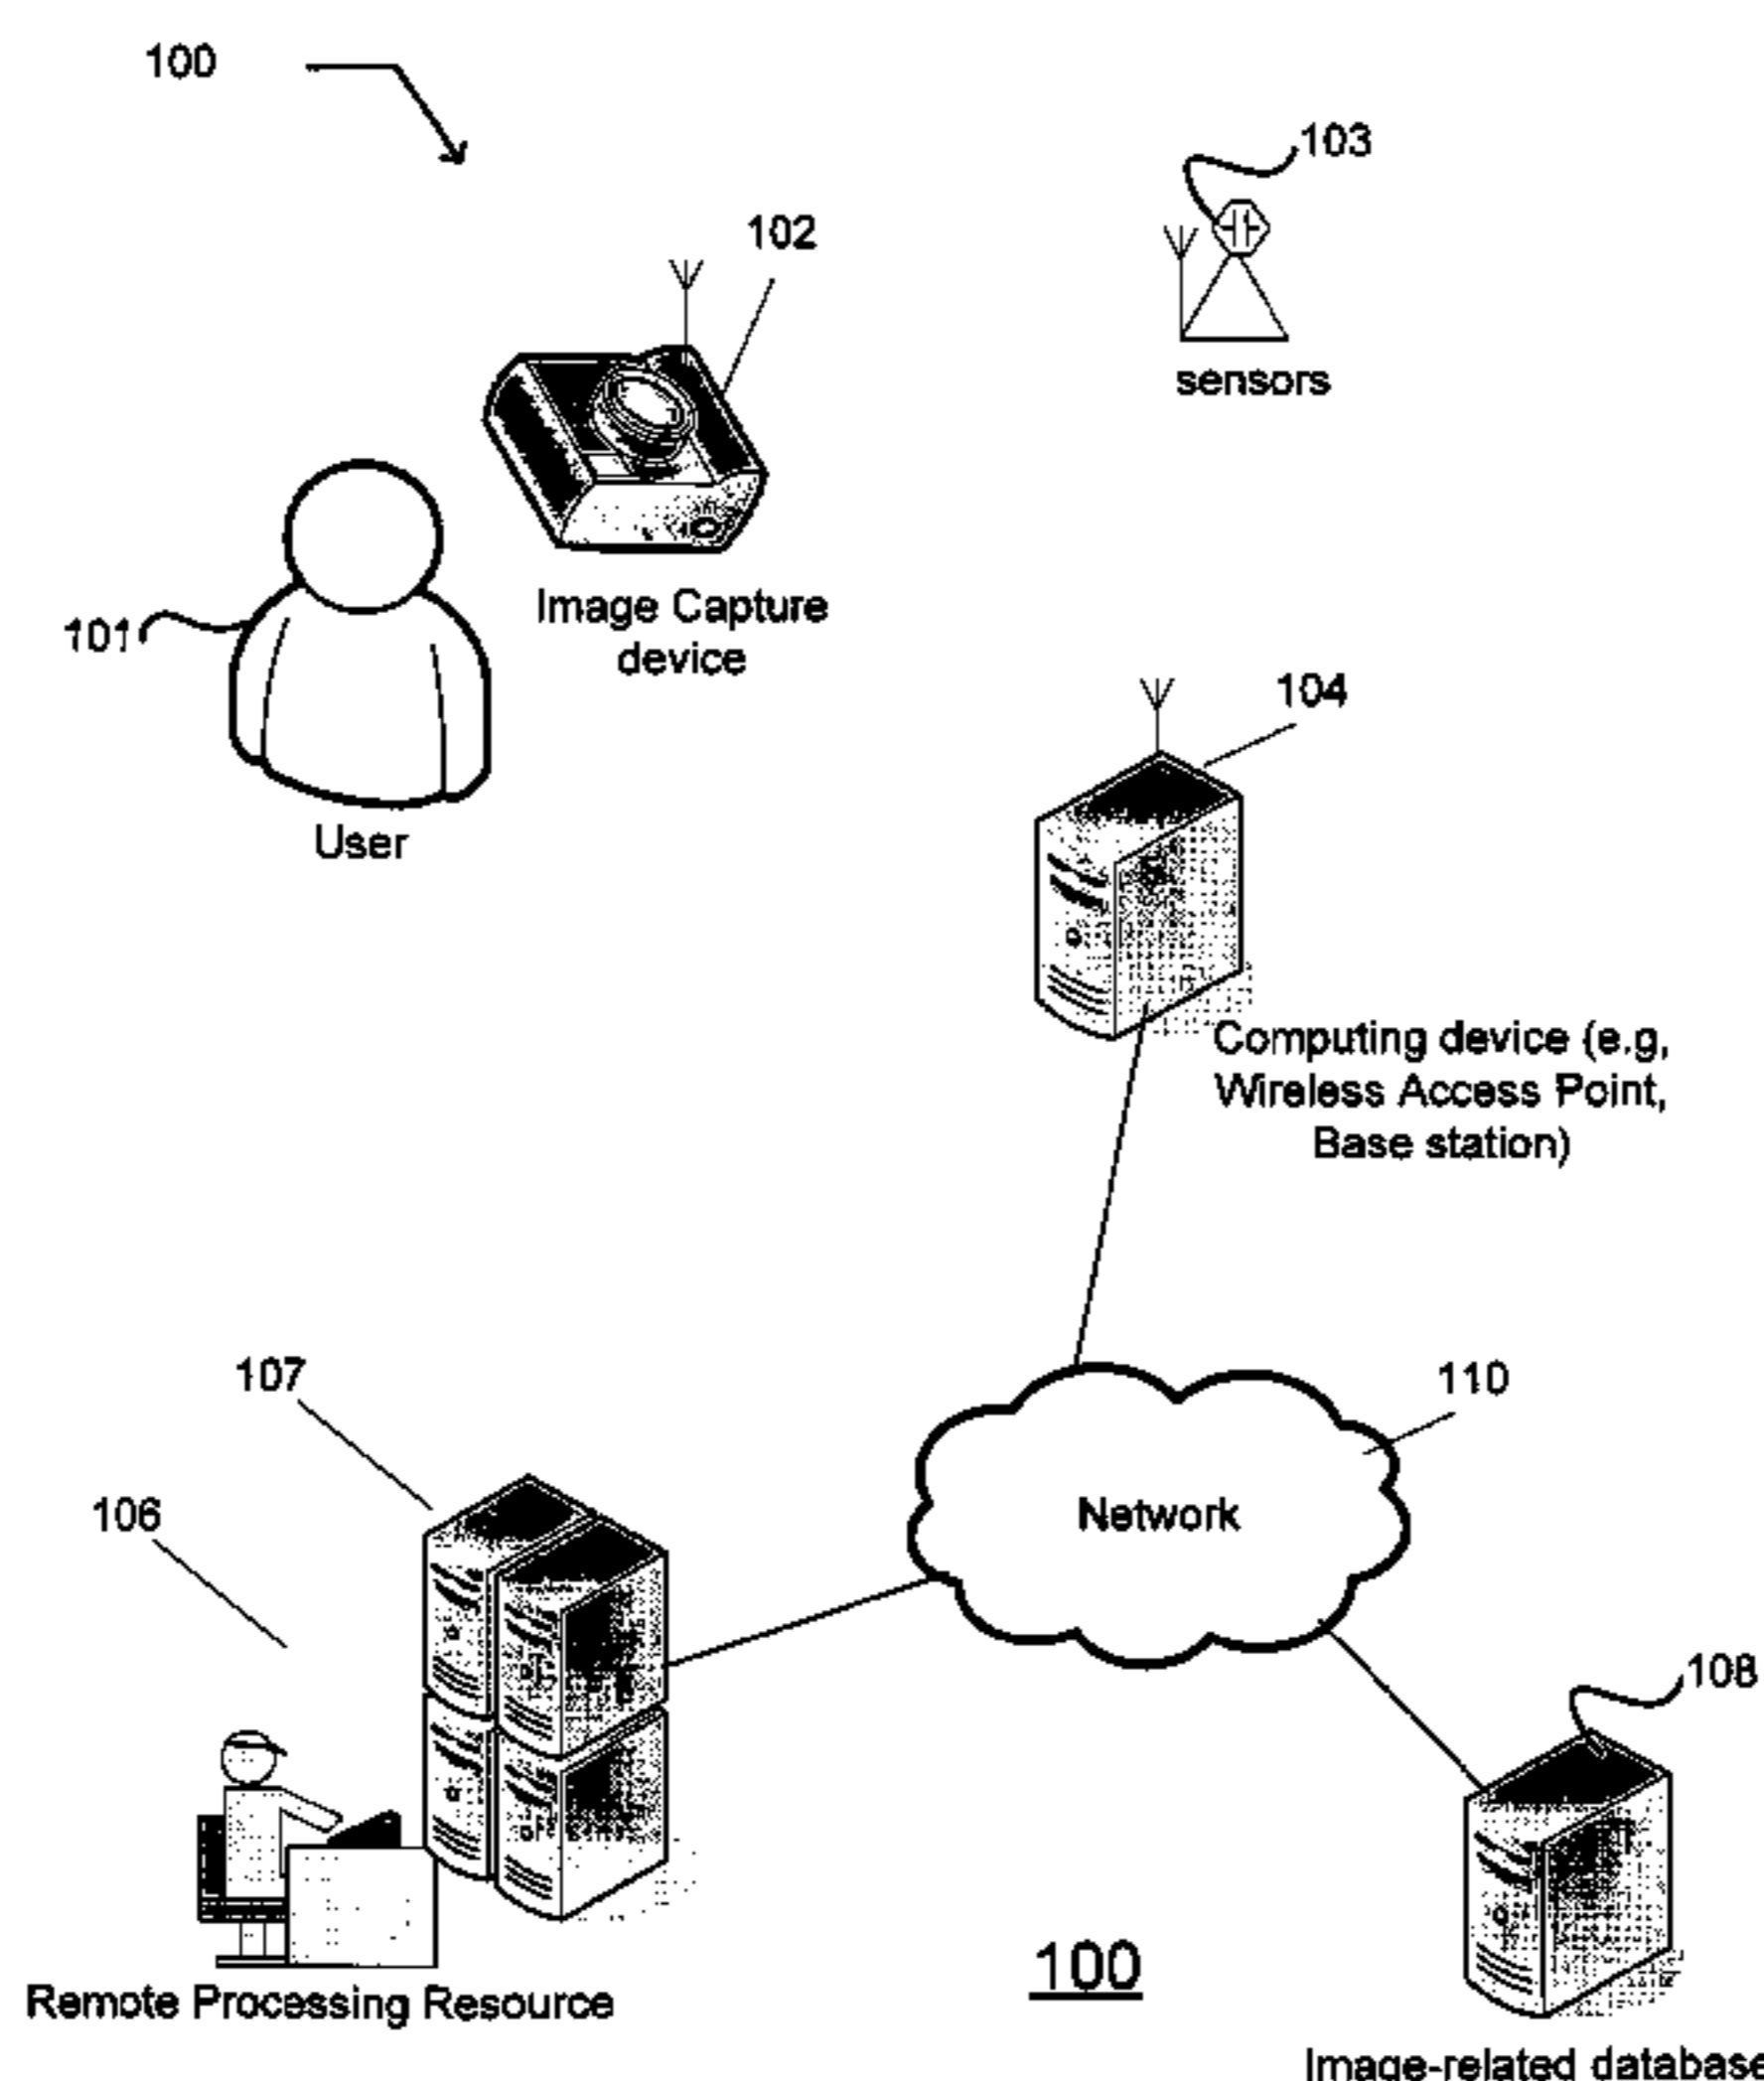 100
103
102
sensors
Image Capture
device
101
User
104
Computing device (e.g,
Wireless Access Point,
Base station)
107
110
106
Network
108
100
Remote Processing Resource
Image-related database